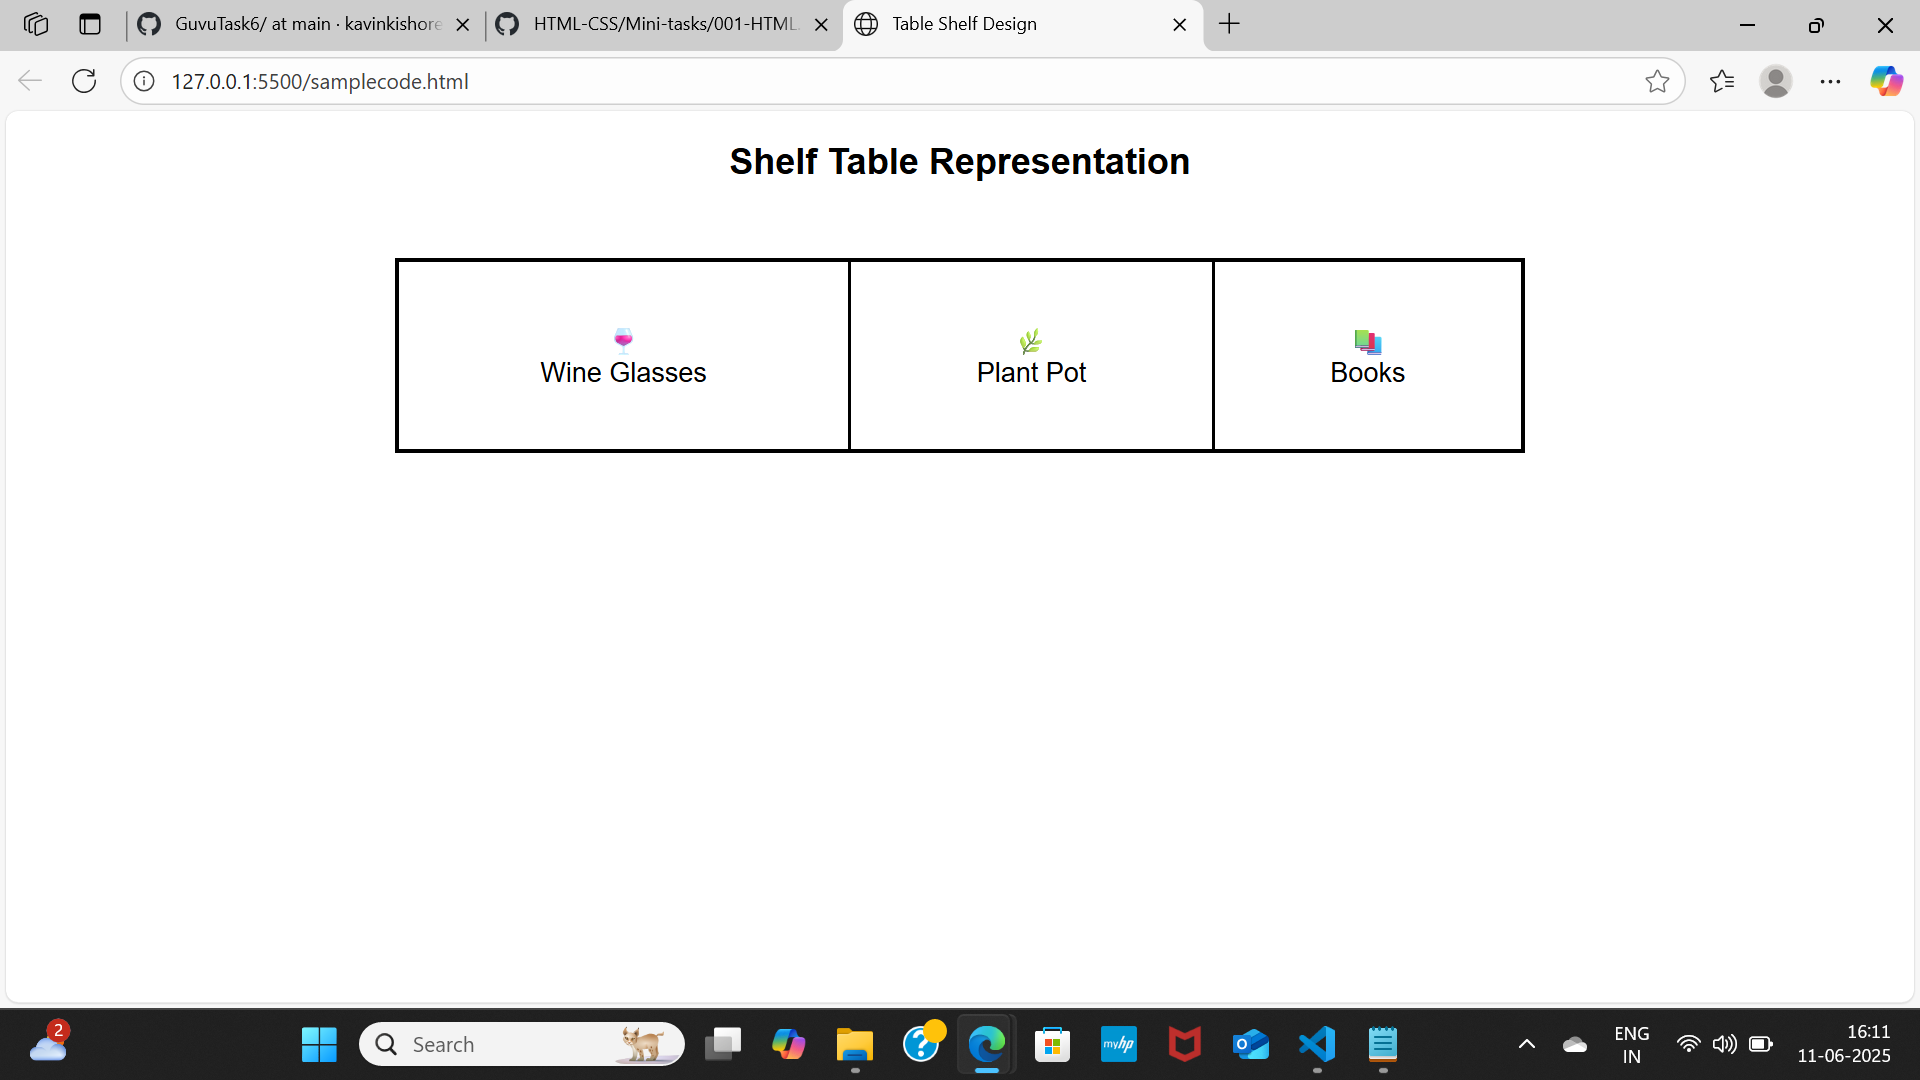 GuvuTask6/ at main · kavinkishore
HTML-CSS/Mini-tasks/001-HTML.
Table Shelf Design
127.0.0.1:5500/samplecode.html
Shelf Table Representation
Wine Glasses
Plant Pot
Books
2
Search
myhp
ENG
IN
16:11
11-06-2025